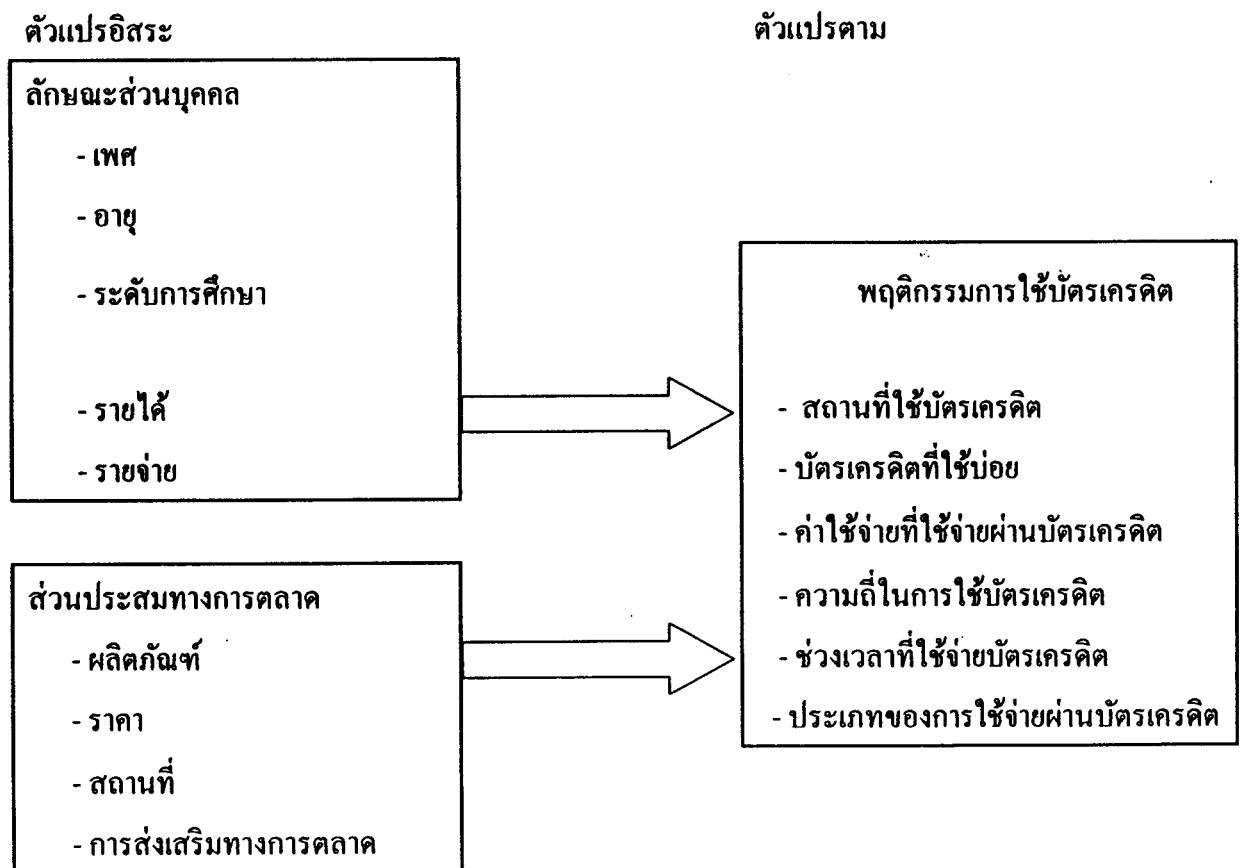 ตัวแปรอิสระ
ตัวแปรตาม
ลักษณะส่วนบุคคล
- เพศ
- อายุ
- ระดับการศึกษา
- รายได้
- รายจ่าย
ส่วนประสมทางการตลาด
- ผลิตภัณฑ์
- ราคา
- สถานที่
- การส่งเสริมทางการตลาด
พฤติกรรมการใช้บัตรเครดิต
- สถานที่ใช้บัตรเครดิต
- บัตรเครดิตที่ใช้บ่อย
- ค่าใช้จ่ายที่ใช้จ่ายผ่านบัตรเครดิต
- ความถี่ในการใช้บัตรเครดิต
- ช่วงเวลาที่ใช้จ่ายบัตรเครดิต
- ประเภทของการใช้จ่ายผ่านบัตรเครดิต